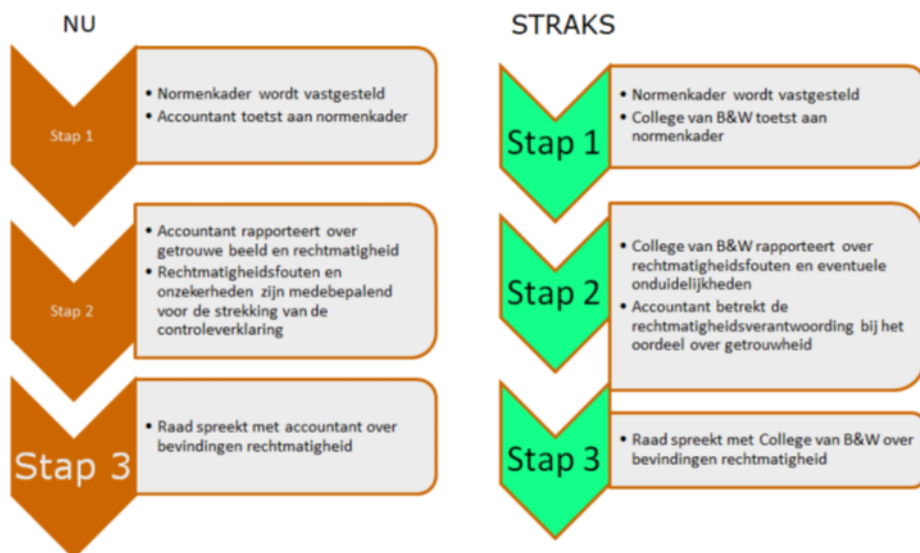 NU
Stap 1
• Normenkader wordt vastgesteld
• Accountant toetst aan normenkader
Stap 2
• Accountant rapporteert over
getrouwe beeld en rechtmatigheid
• Rechtmatigheidsfouten en
onzekerheden zijn medebepalend
voor de strekking van de
controleverklaring
Stap 3
• Raad spreekt met accountant over
bevindingen rechtmatigheid
STRAKS
Stap 1
• Normenkader wordt vastgesteld
• College van B&W toetst aan
normenkader
Stap 2
• College van B&W rapporteert over
rechtmatigheidsfouten en eventuele
onduidelijkheden
• Accountant betrekt de
rechtmatigheidsverantwoording bij het
oordeel over getrouwheid
Stap 3
• Raad spreekt met College van B&W over
bevindingen rechtmatigheid